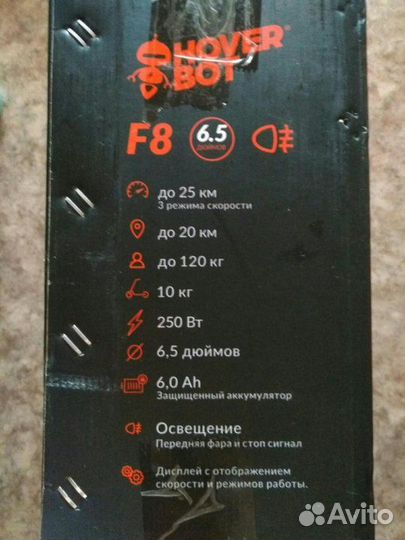 HOVER
BOT
F8 6.5
дюймов
до 25 км
3 режима скорости
до 20 км
до 120 кг
10 кг
250 Вт
6,5 дюймов
6,0 Ah
Защищенный аккумулятор
Освещение
Передняя фара и стоп сигнал
Дисплей с отображением
скорости и режимов работы.
Avito